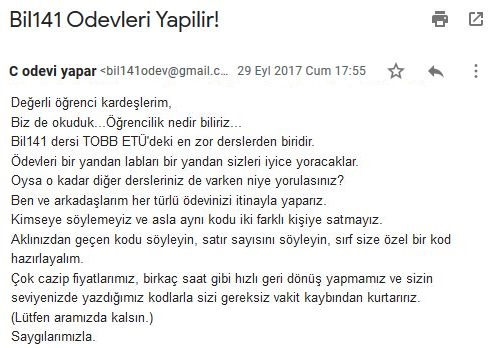 Bil141 Odevleri Yapilir!
C odevi yapar <bil141odev@gmail.c... 29 Eyl 2017 Cum 17:55
Değerli öğrenci kardeşlerim,
Biz de okuduk...Öğrencilik nedir biliriz...
Bil141 dersi TOBB ETÜ'deki en zor derslerden biridir.
Ödevleri bir yandan labları bir yandan sizleri iyice yoracaklar.
Oysa o kadar diğer dersleriniz de varken niye yorulasınız?
Ben ve arkadaşlarım her türlü ödevinizi itinayla yaparız.
Kimseye söylemeyiz ve asla aynı kodu iki farklı kişiye satmayız.
Aklınızdan geçen kodu söyleyin, satır sayısını söyleyin, sırf size özel bir kod
hazırlayalım.
Çok cazip fiyatlarımız, birkaç saat gibi hızlı geri dönüş yapmamız ve sizin
seviyenizde yazdığımız kodlarla sizi gereksiz vakit kaybından kurtarırız.
(Lütfen aramızda kalsın.)
Saygılarımızla.